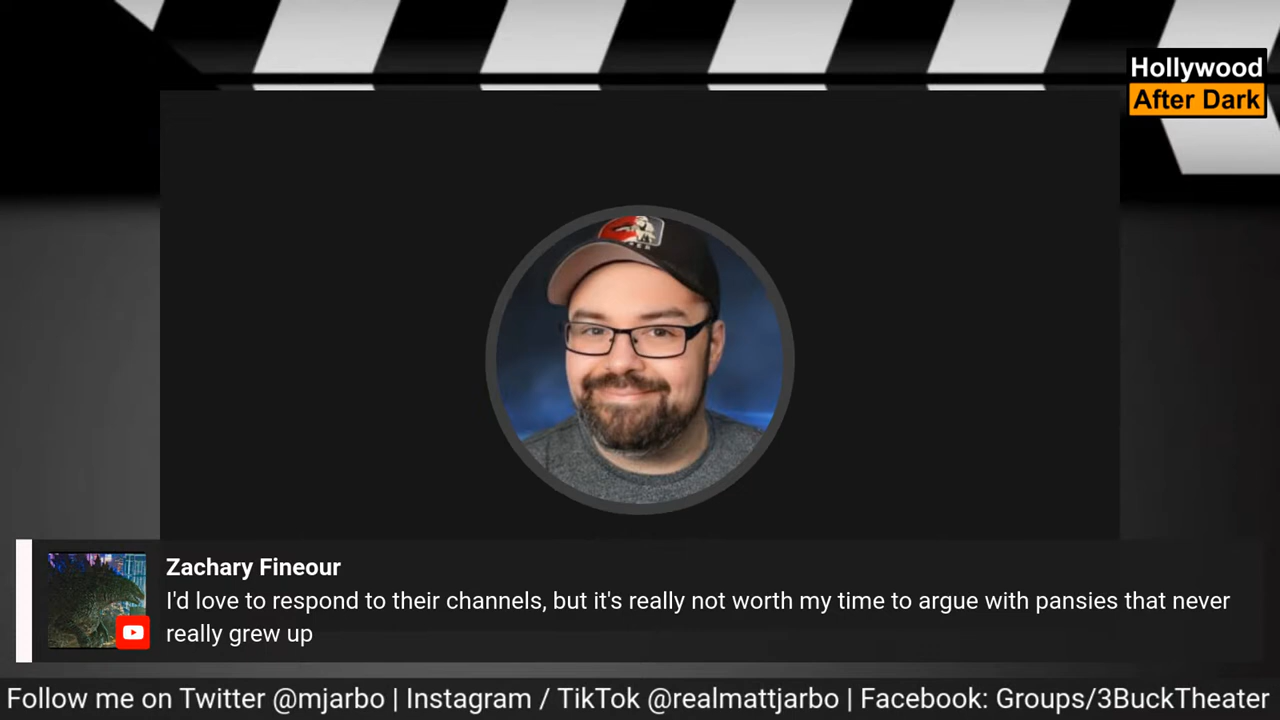 Hollywood
After Dark
Zachary Fineour
I'd love to respond to their channels, but it's really not worth my time to argue with pansies that never
really grew up
Follow me on Twitter @mjarbo | Instagram / TikTok @realmattjarbo | Facebook: Groups/3BuckTheater